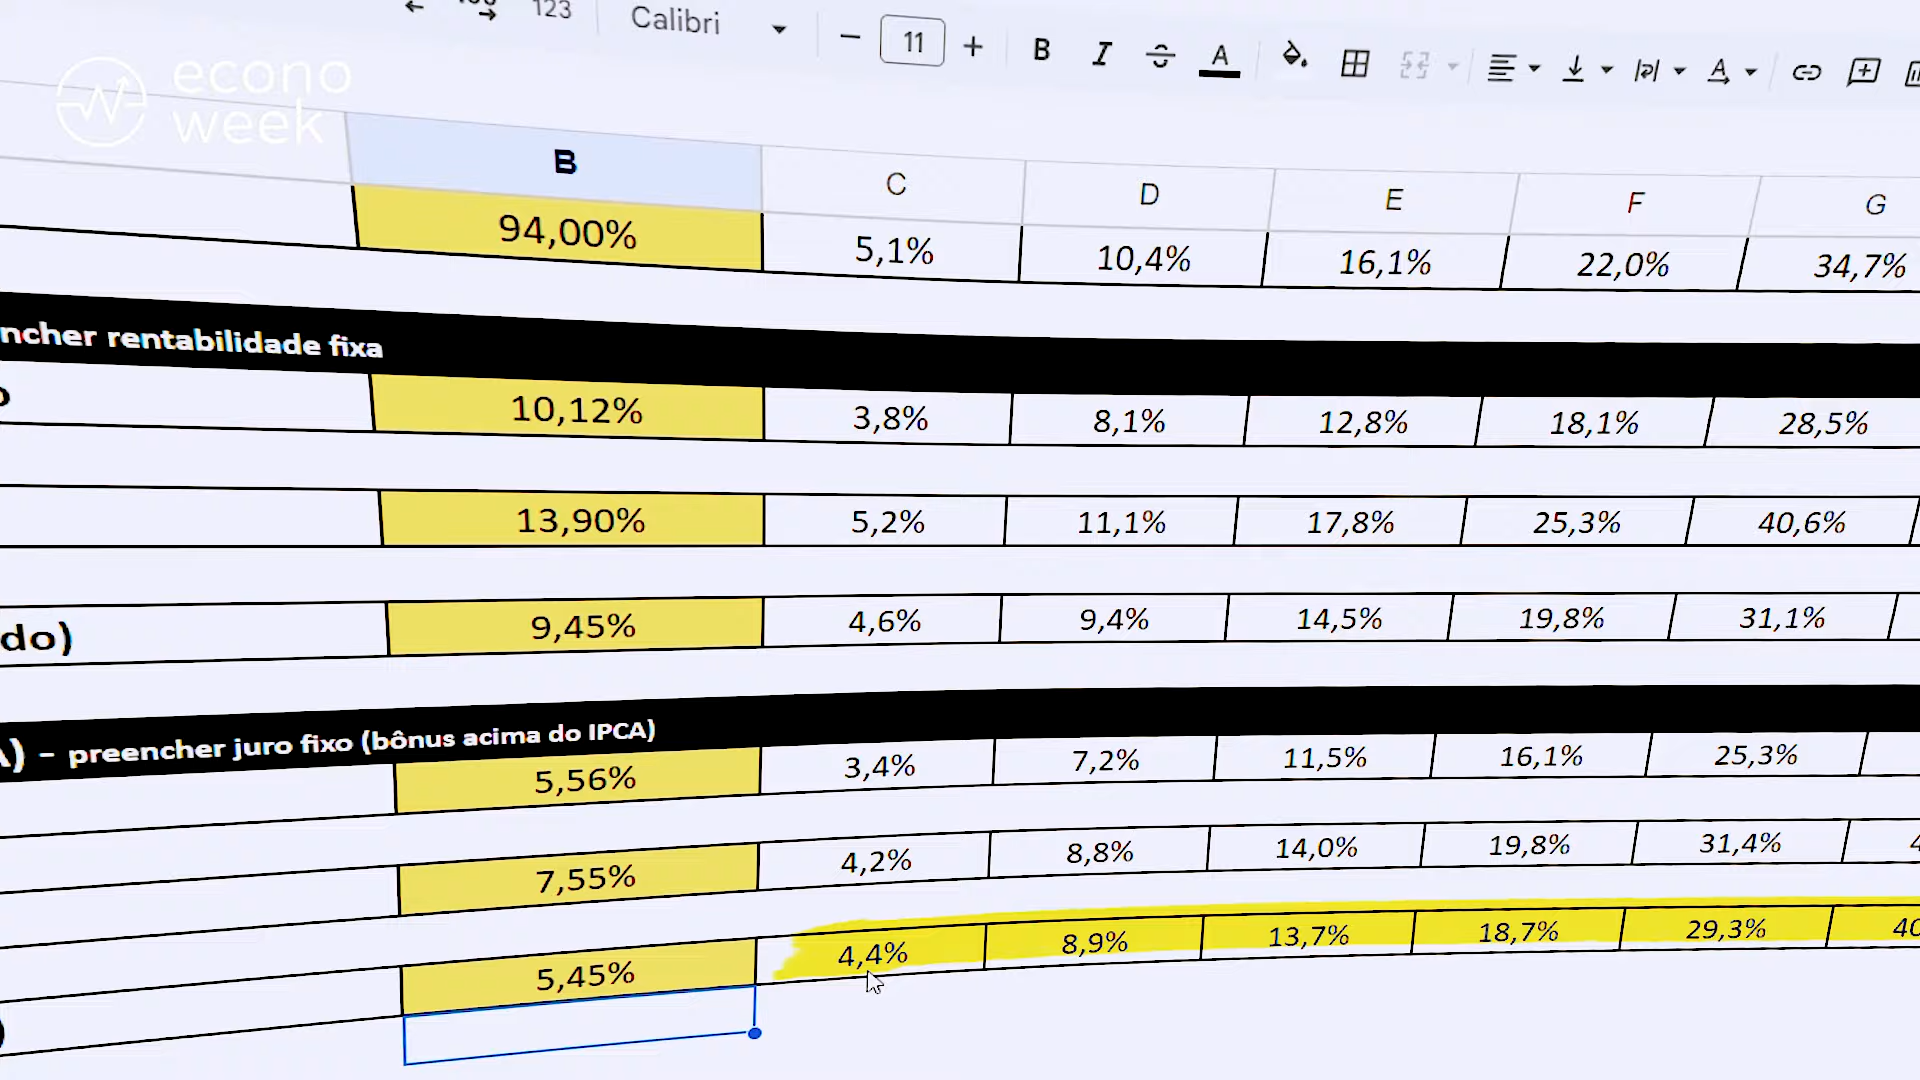 123 Calibri 11 B I A A
econo
week
B C D E F G
94,00% 5,1% 10,4% 16,1% 22,0% 34,7%
ncher rentabilidade fixa
10,12% 3,8% 8,1% 12,8% 18,1% 28,5%
13,90% 5,2% 11,1% 17,8% 25,3% 40,6%
do) 9,45% 4,6% 9,4% 14,5% 19,8% 31,1%
A) – preencher juro fixo (bônus acima do IPCA)
5,56% 3,4% 7,2% 11,5% 16,1% 25,3%
7,55% 4,2% 8,8% 14,0% 19,8% 31,4% 4
5,45% 4,4% 8,9% 13,7% 18,7% 29,3% 40
)